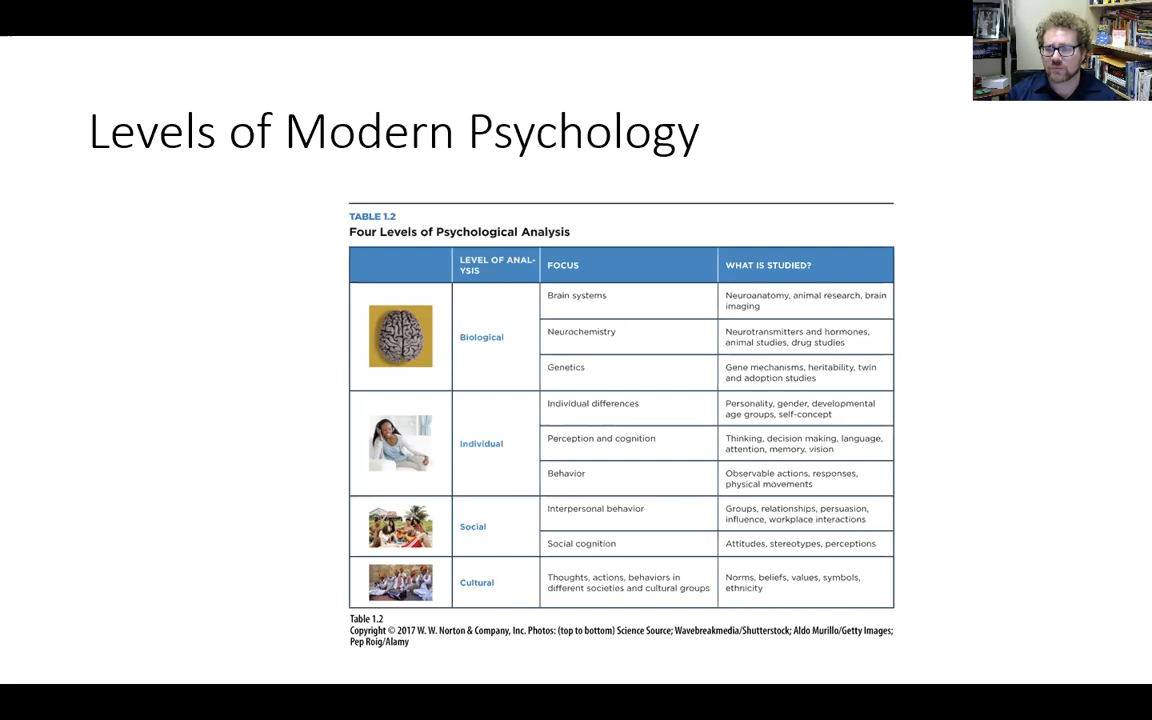 Levels of Modern Psychology
TABLE 1.2
Four Levels of Psychological Analysis
LEVEL OF ANAL-
YSIS
FOCUS
WHAT IS STUDIED?
Biological
Brain systems
Neuroanatomy, animal research, brain
imaging
Neurochemistry
Neurotransmitters and hormones,
animal studies, drug studies
Genetics
Gene mechanisms, heritability, twin
and adoption studies
Individual
Individual differences
Personality, gender, developmental
age groups, self-concept
Perception and cognition
Thinking, decision making, language,
attention, memory, vision
Behavior
Observable actions, responses,
physical movements
Social
Interpersonal behavior
Groups, relationships, persuasion,
influence, workplace interactions
Social cognition
Attitudes, stereotypes, perceptions
Cultural
Thoughts, actions, behaviors in
different societies and cultural groups
Norms, beliefs, values, symbols,
ethnicity
Table 1.2
Copyright © 2017 W. W. Norton & Company, Inc. Photos: (top to bottom) Science Source; Wavebreakmedia/Shutterstock; Aldo Murillo/Getty Images;
Pep Roig/Alamy